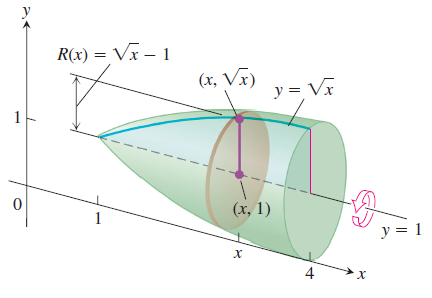 y
R(x) = √x – 1
(x, √x)
y = √x
1
0
(x, 1)
1
y = 1
x
4
x